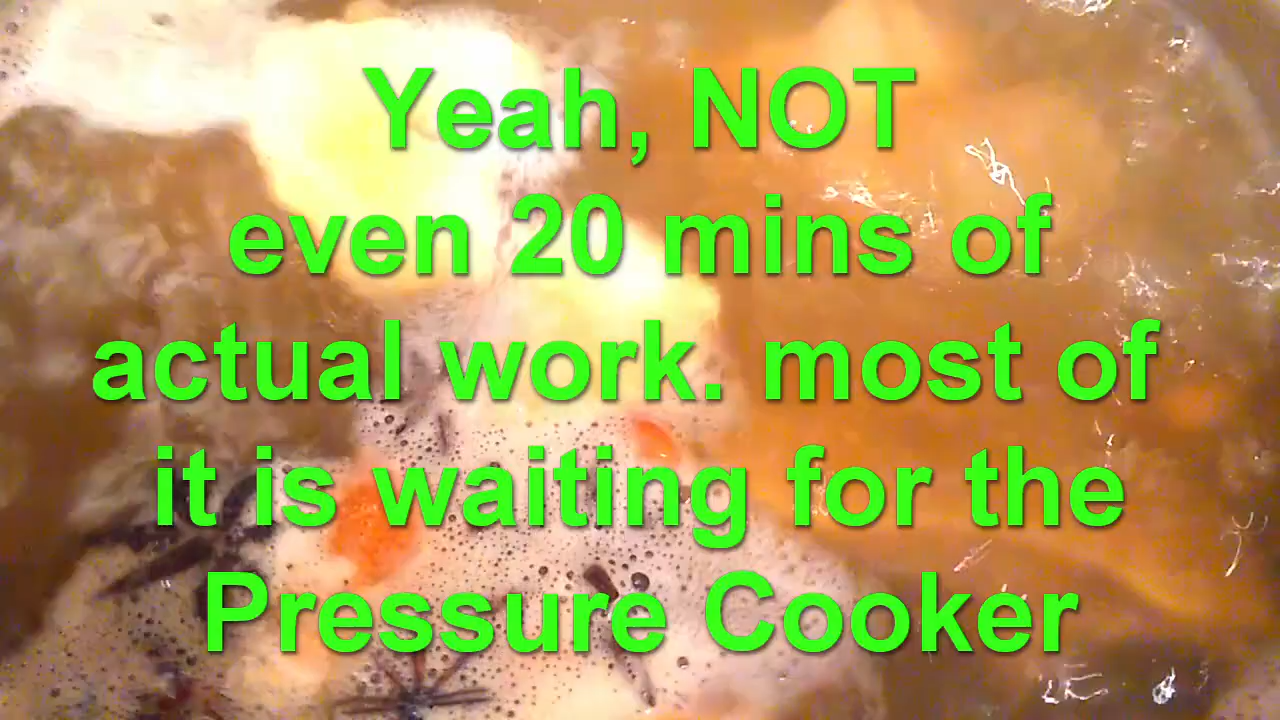 Yeah, NOT
even 20 mins of
actual work. most of
it is waiting for the
Pressure Cooker